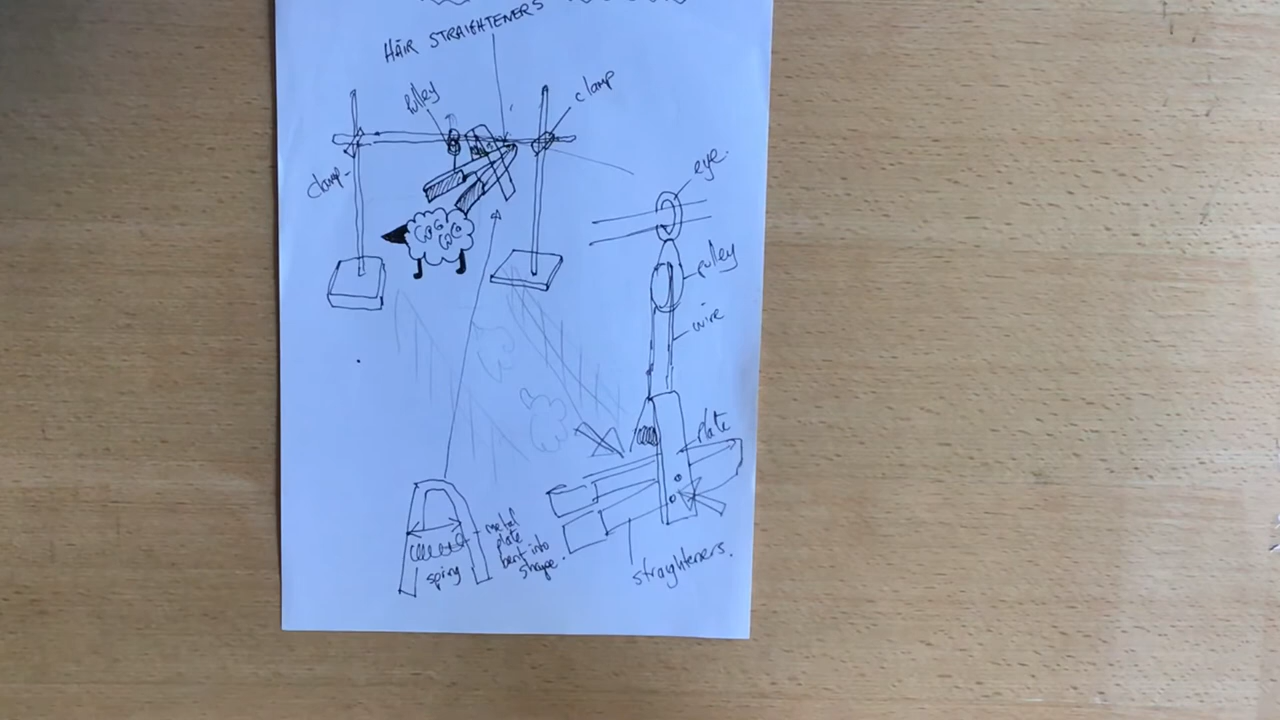 HAIR STRAIGHTENERS
Pulley
clamp
clamp
eye.
pulley
wire
plate
metal
plate
bent into
shape.
spring
straighteners.